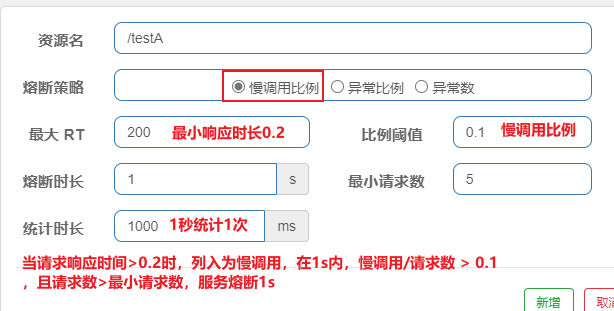 资源名 /testA
熔断策略 慢调用比例 异常比例 异常数
最大 RT 200 最小响应时长0.2 比例阈值 0.1 慢调用比例
熔断时长 1 s 最小请求数 5
统计时长 1000 1秒统计1次 ms
当请求响应时间>0.2时，列入为慢调用，在1s内，慢调用/请求数 > 0.1
，且请求数>最小请求数，服务熔断1s
新增 取